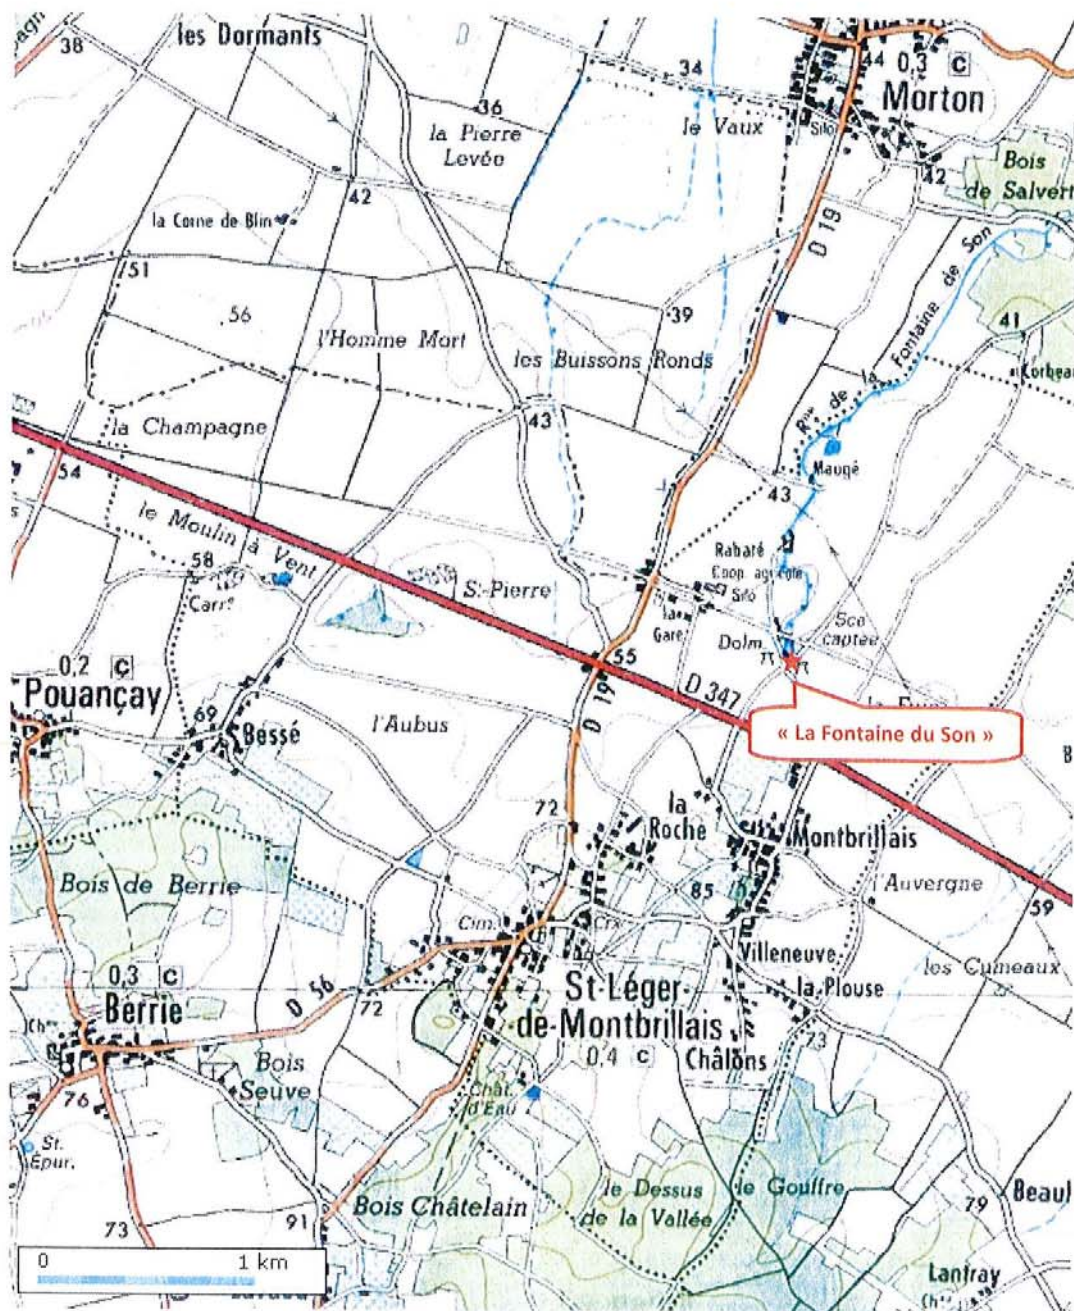 les Dormants
38
34
44
0,3 C
Morton
36
la Pierre
Levée
le Vaux
Silo
Bois
de Salvert
42
42
la Corne de Blin
D 19
51
56
39
41
l'Homme Mort
les Buissons Ronds
Rau de la Fontaine de Son
Corbeau
la Champagne
43
Maugé
43
54
le Moulin à Vent
58
Carre
St-Pierre
Rabaté
Coop. agricole
Silo
la
Gare
Sce
captée
Dolm.
55
D 347
« La Fontaine du Son »
0,2 C
Pouançay
69
Bessé
l'Aubus
D 19
72
la
Roche
Montbrillais
Bois de Berrie
85
l'Auvergne
59
Cim.
Villeneuve
les Cumeaux
0,3 C
Berrie
D 56
72
St-Léger-
de-Montbrillais
0,4 C
la Plouse
73
Châlons
Chau
Bois
Seuve
76
Chât.
d'Eau
St.
Épur.
le Dessus
de la Vallée
le Gouffre
Bois Châtelain
91
73
79
Beaul
Lantray
0 1 km